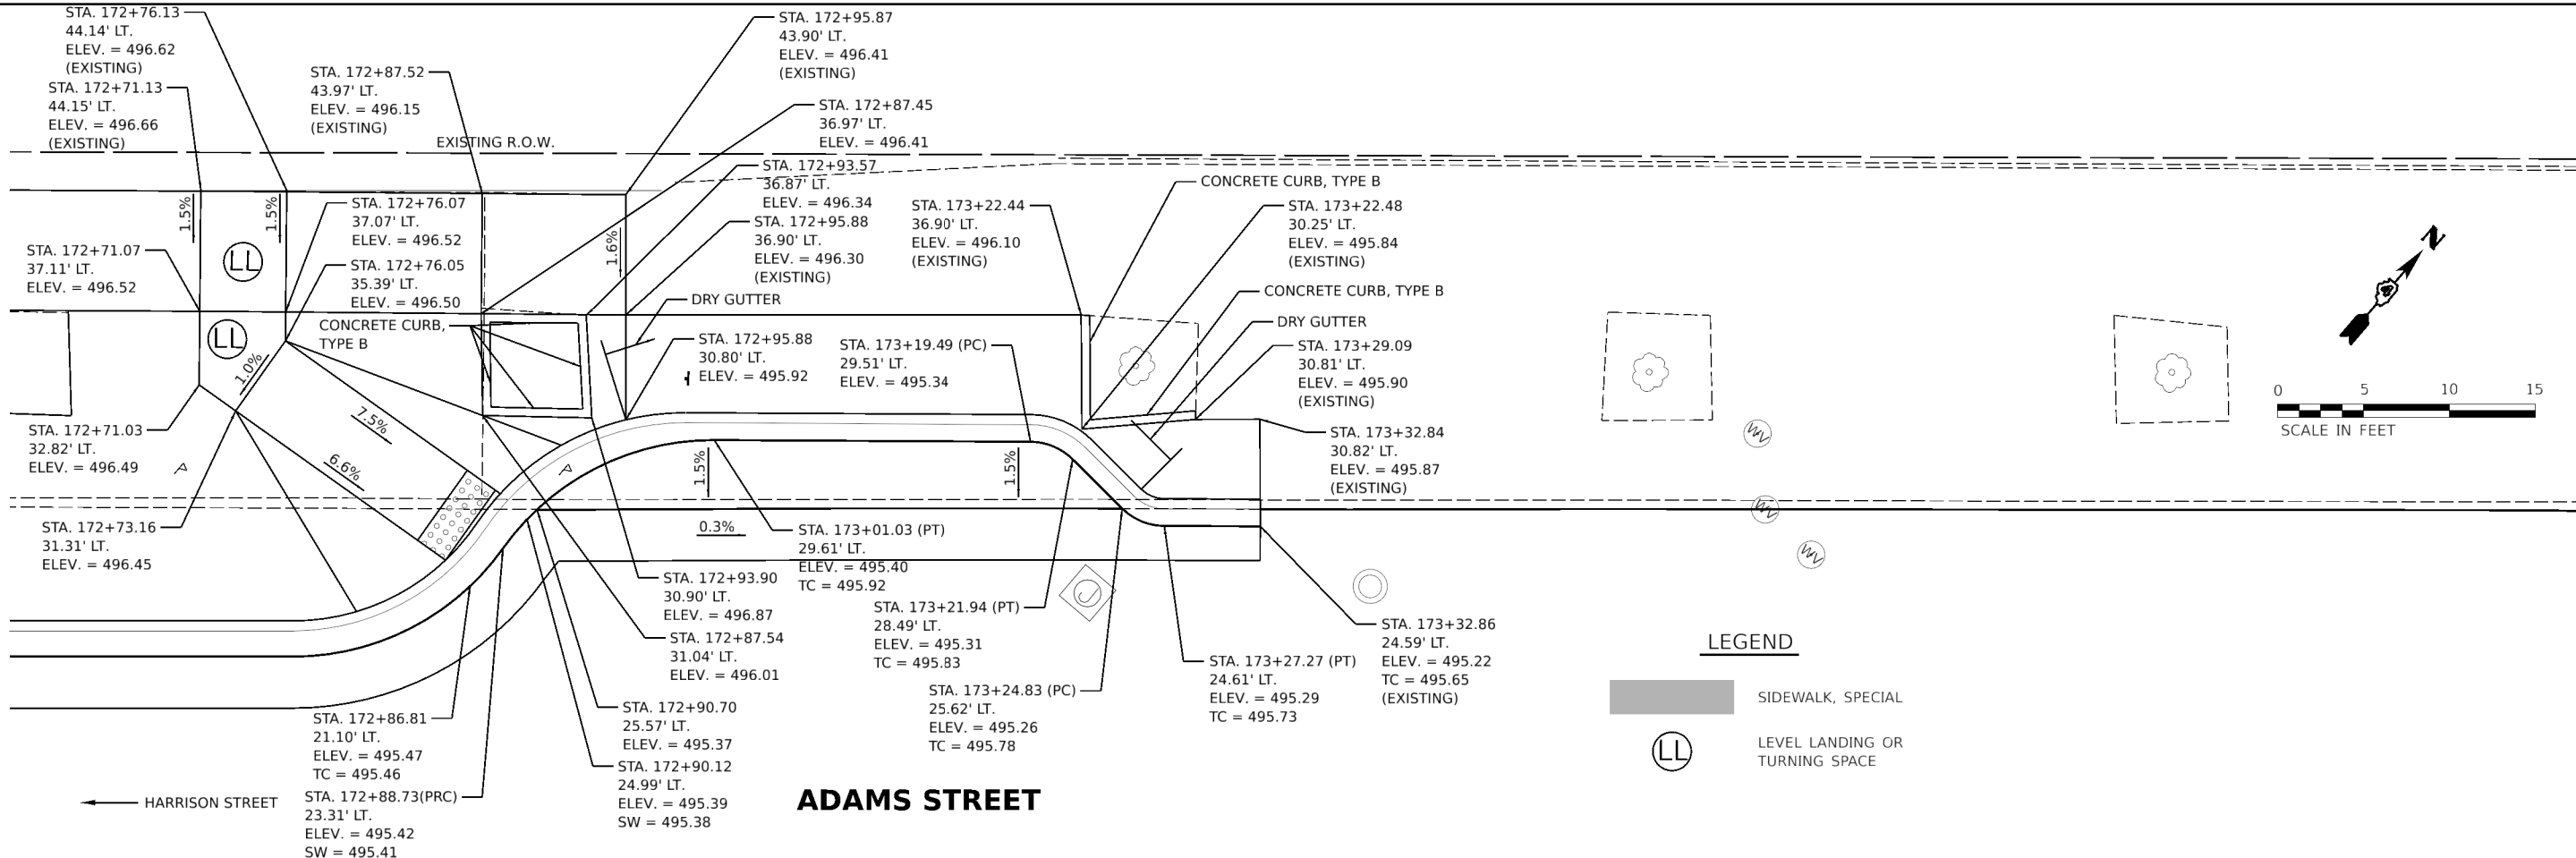 STA. 172+76.13
44.14' LT.
ELEV. = 496.62
(EXISTING)
STA. 172+71.13
44.15' LT.
ELEV. = 496.66
(EXISTING)
STA. 172+87.52
43.97' LT.
ELEV. = 496.15
(EXISTING)
EXISTING R.O.W.
STA. 172+95.87
43.90' LT.
ELEV. = 496.41
(EXISTING)
STA. 172+87.45
36.97' LT.
ELEV. = 496.41
STA. 172+93.57
36.87' LT.
ELEV. = 496.34
STA. 172+95.88
36.90' LT.
ELEV. = 496.30
(EXISTING)
DRY GUTTER
1.5%
1.5%
1.6%
LL
LL
STA. 172+76.07
37.07' LT.
ELEV. = 496.52
STA. 172+76.05
35.39' LT.
ELEV. = 496.50
CONCRETE CURB,
TYPE B
STA. 172+71.07
37.11' LT.
ELEV. = 496.52
STA. 172+71.03
32.82' LT.
ELEV. = 496.49
STA. 172+73.16
31.31' LT.
ELEV. = 496.45
1.0%
7.5%
6.6%
STA. 172+95.88
30.80' LT.
ELEV. = 495.92
STA. 173+19.49 (PC)
29.51' LT.
ELEV. = 495.34
STA. 173+22.44
36.90' LT.
ELEV. = 496.10
(EXISTING)
CONCRETE CURB, TYPE B
STA. 173+22.48
30.25' LT.
ELEV. = 495.84
(EXISTING)
CONCRETE CURB, TYPE B
DRY GUTTER
STA. 173+29.09
30.81' LT.
ELEV. = 495.90
(EXISTING)
STA. 173+32.84
30.82' LT.
ELEV. = 495.87
(EXISTING)
N
0 5 10 15
SCALE IN FEET
WV
WV
WV
1.5%
1.5%
0.3%
STA. 173+01.03 (PT)
29.61' LT.
ELEV. = 495.40
TC = 495.92
STA. 172+93.90
30.90' LT.
ELEV. = 496.87
STA. 172+87.54
31.04' LT.
ELEV. = 496.01
STA. 173+21.94 (PT)
28.49' LT.
ELEV. = 495.31
TC = 495.83
STA. 173+24.83 (PC)
25.62' LT.
ELEV. = 495.26
TC = 495.78
STA. 173+27.27 (PT)
24.61' LT.
ELEV. = 495.29
TC = 495.73
STA. 173+32.86
24.59' LT.
ELEV. = 495.22
TC = 495.65
(EXISTING)
STA. 172+90.70
25.57' LT.
ELEV. = 495.37
STA. 172+90.12
24.99' LT.
ELEV. = 495.39
SW = 495.38
STA. 172+86.81
21.10' LT.
ELEV. = 495.47
TC = 495.46
STA. 172+88.73(PRC)
23.31' LT.
ELEV. = 495.42
SW = 495.41
HARRISON STREET
ADAMS STREET
LEGEND
SIDEWALK, SPECIAL
LL
LEVEL LANDING OR
TURNING SPACE